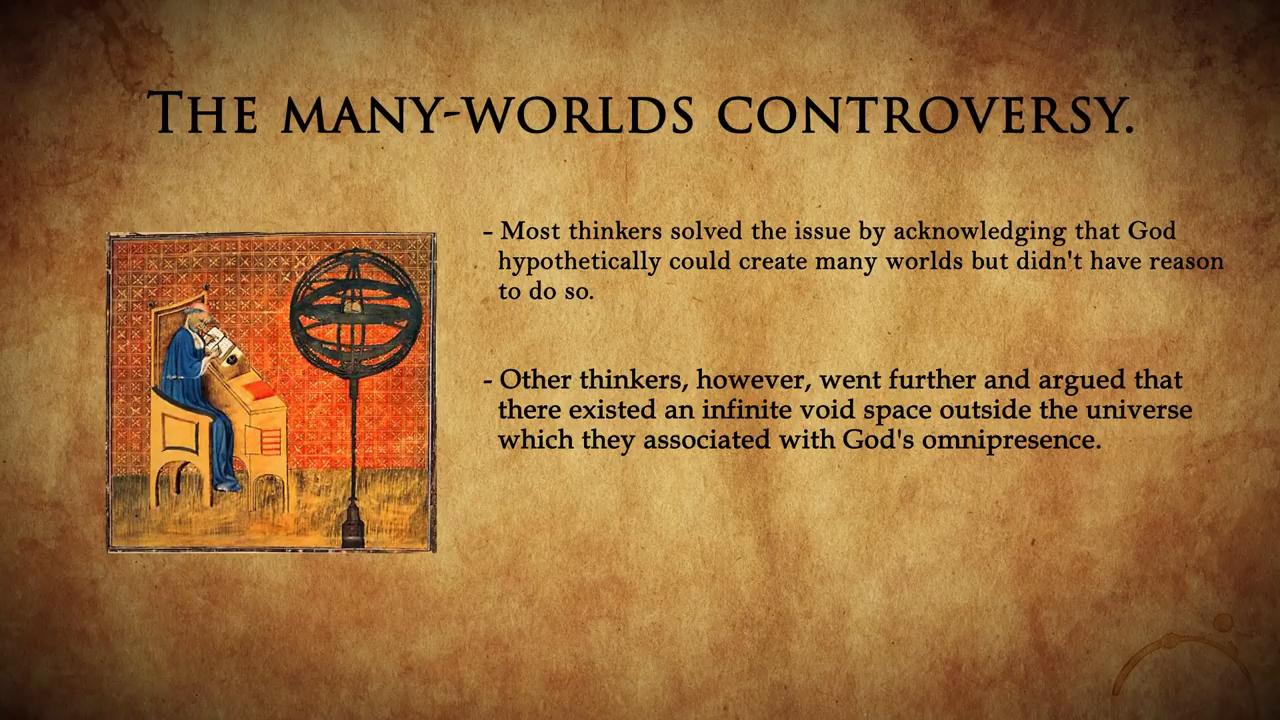 The many-worlds controversy.
- Most thinkers solved the issue by acknowledging that God
hypothetically could create many worlds but didn't have reason
to do so.
- Other thinkers, however, went further and argued that
there existed an infinite void space outside the universe
which they associated with God's omnipresence.